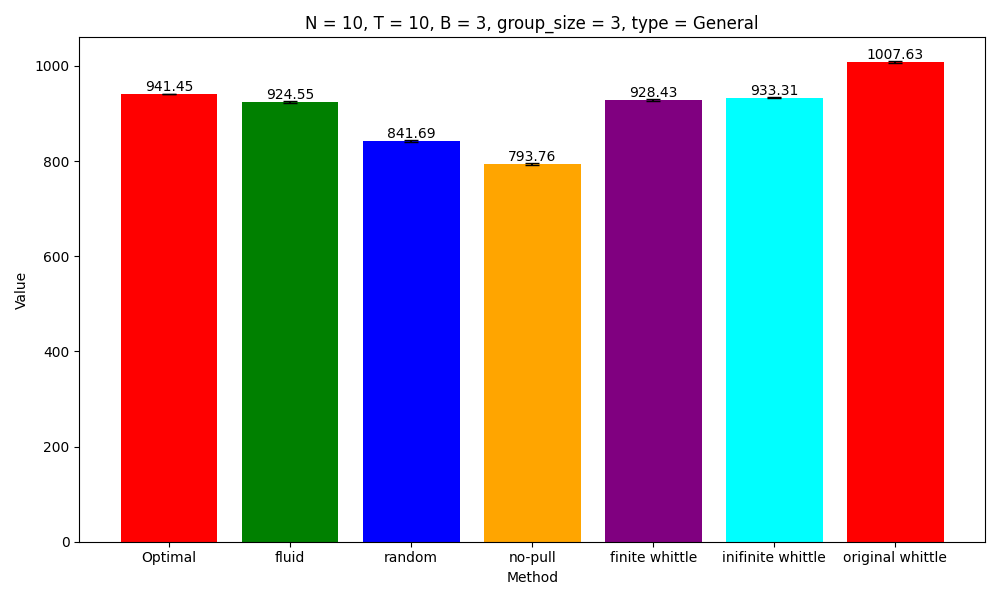 N = 10, T = 10, B = 3, group_size = 3, type = General
Value
1000
800
600
400
200
0
941.45
924.55
841.69
793.76
928.43
933.31
1007.63
Optimal
fluid
random
no-pull
finite whittle
inifinite whittle
original whittle
Method